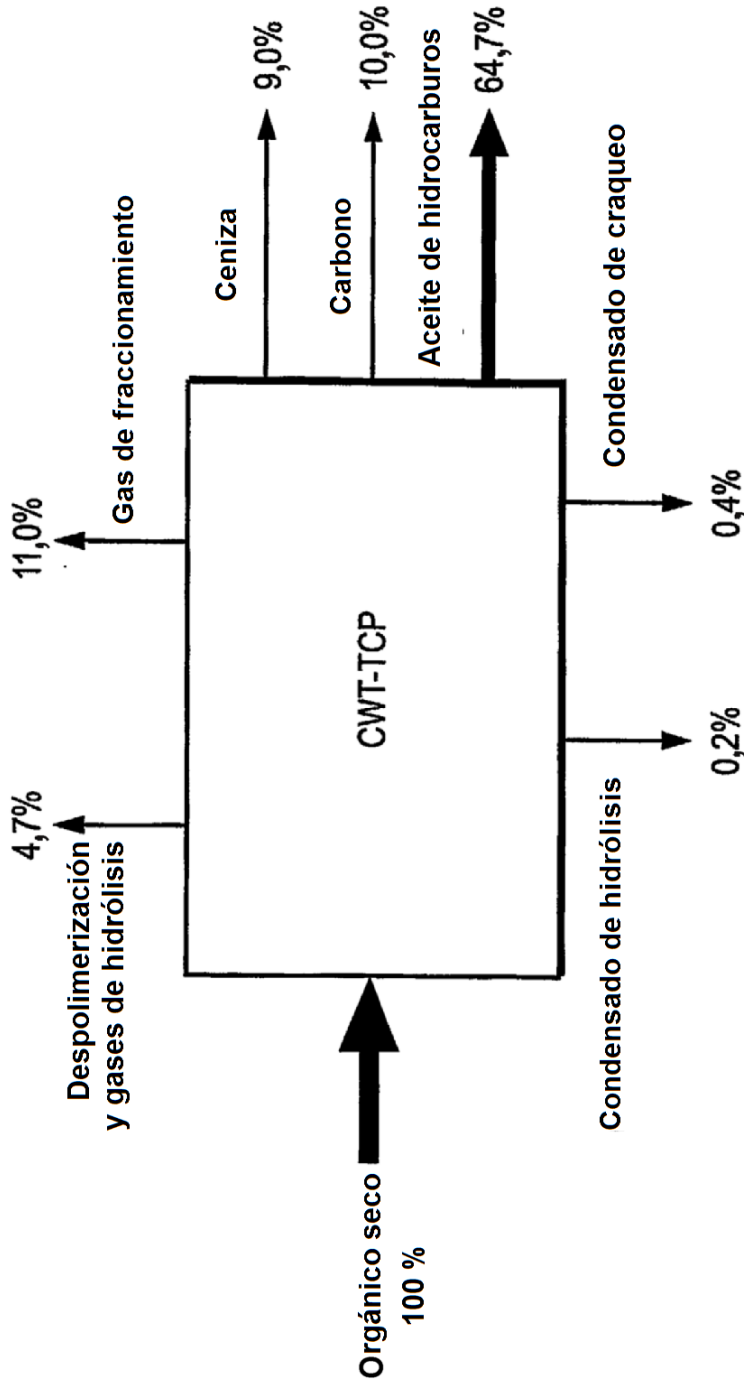 4,7%
11,0%
Despolimerización
y gases de hidrólisis
Gas de fraccionamiento
Ceniza
9,0%
Carbono
10,0%
Aceite de hidrocarburos
64,7%
Orgánico seco
100 %
CWT-TCP
Condensado de hidrólisis
Condensado de craqueo
0,2%
0,4%